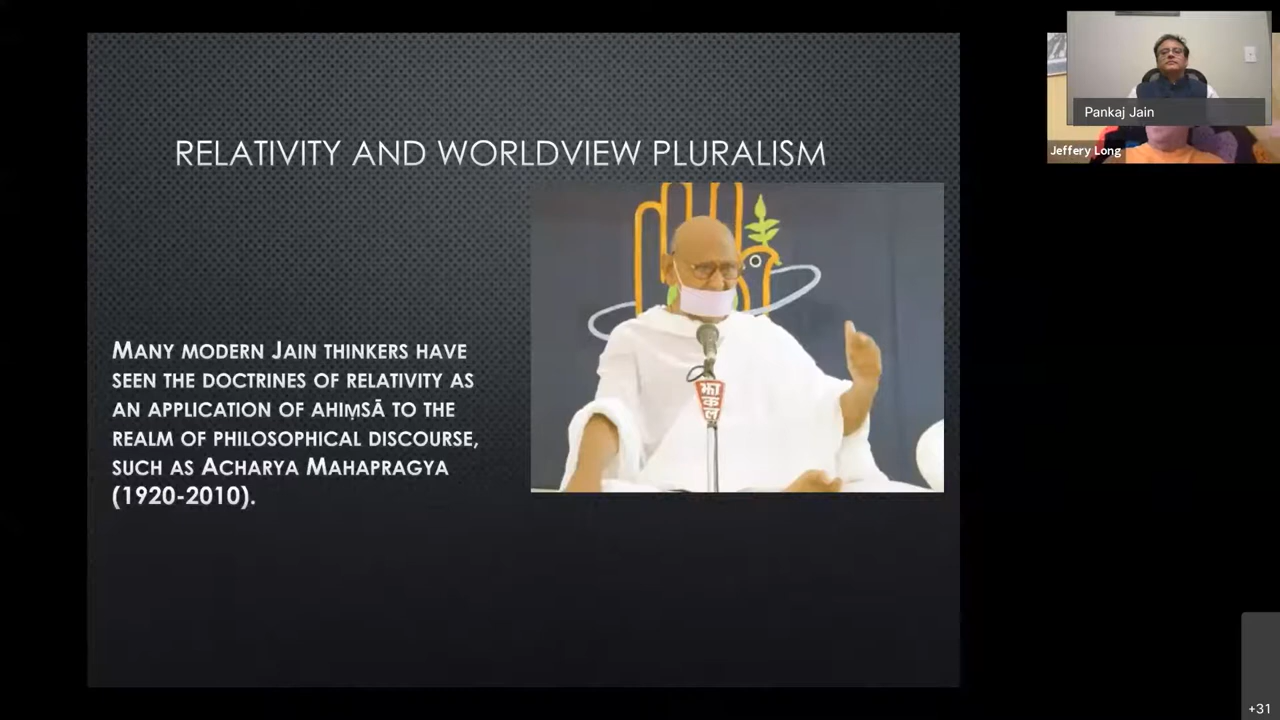 RELATIVITY AND WORLDVIEW PLURALISM
MANY MODERN JAIN THINKERS HAVE
SEEN THE DOCTRINES OF RELATIVITY AS
AN APPLICATION OF AHIṂSĀ TO THE
REALM OF PHILOSOPHICAL DISCOURSE,
SUCH AS ACHARYA MAHAPRAGYA
(1920-2010).
झा
क
ल
Pankaj Jain
Jeffery Long
+31